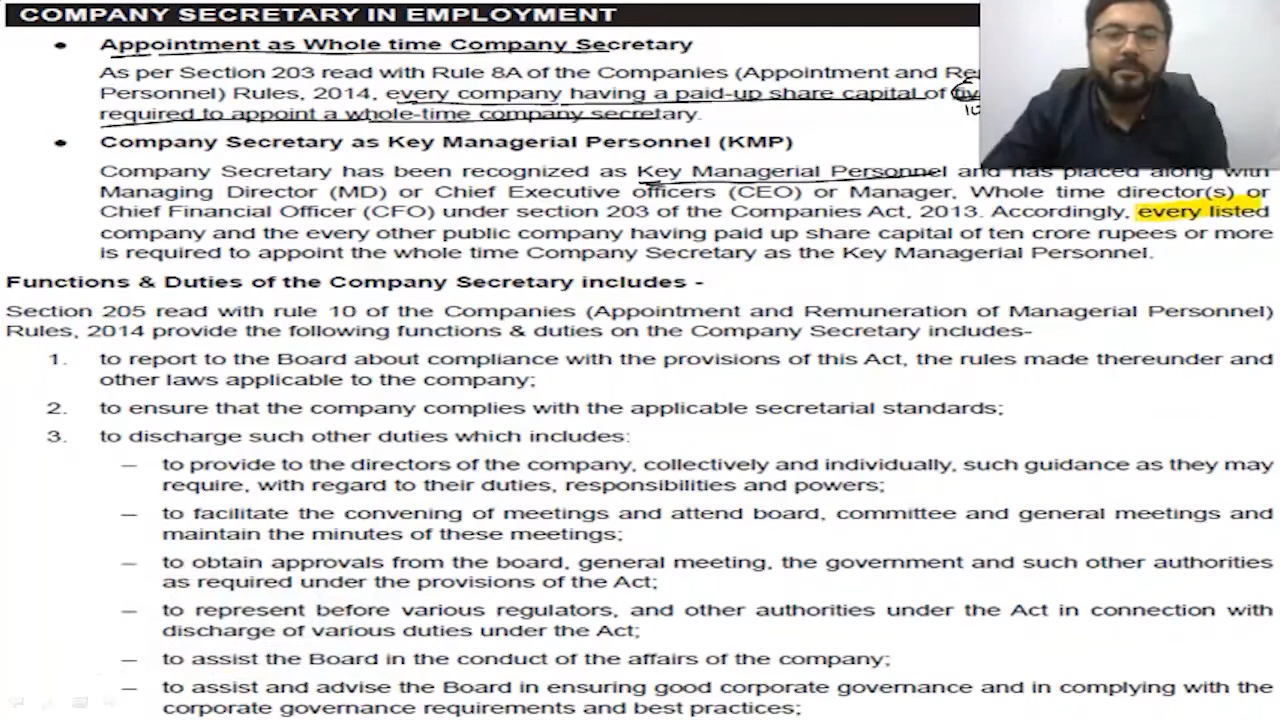 COMPANY SECRETARY IN EMPLOYMENT
• Appointment as Whole time Company Secretary
As per Section 203 read with Rule 8A of the Companies (Appointment and
Personnel) Rules, 2014, every company having a paid-up share capital of
required to appoint a whole-time company secretary.
• Company Secretary as Key Managerial Personnel (KMP)
Company Secretary has been recognized as Key Managerial Personnel and has placed along with
Managing Director (MD) or Chief Executive officers (CEO) or Manager, Whole time director(s) or
Chief Financial Officer (CFO) under section 203 of the Companies Act, 2013. Accordingly, every listed
company and the every other public company having paid up share capital of ten crore rupees or more
is required to appoint the whole time Company Secretary as the Key Managerial Personnel.
Functions & Duties of the Company Secretary includes -
Section 205 read with rule 10 of the Companies (Appointment and Remuneration of Managerial Personnel)
Rules, 2014 provide the following functions & duties on the Company Secretary includes-
1. to report to the Board about compliance with the provisions of this Act, the rules made thereunder and
other laws applicable to the company;
2. to ensure that the company complies with the applicable secretarial standards;
3. to discharge such other duties which includes:
– to provide to the directors of the company, collectively and individually, such guidance as they may
require, with regard to their duties, responsibilities and powers;
– to facilitate the convening of meetings and attend board, committee and general meetings and
maintain the minutes of these meetings;
– to obtain approvals from the board, general meeting, the government and such other authorities
as required under the provisions of the Act;
– to represent before various regulators, and other authorities under the Act in connection with
discharge of various duties under the Act;
– to assist the Board in the conduct of the affairs of the company;
– to assist and advise the Board in ensuring good corporate governance and in complying with the
corporate governance requirements and best practices;